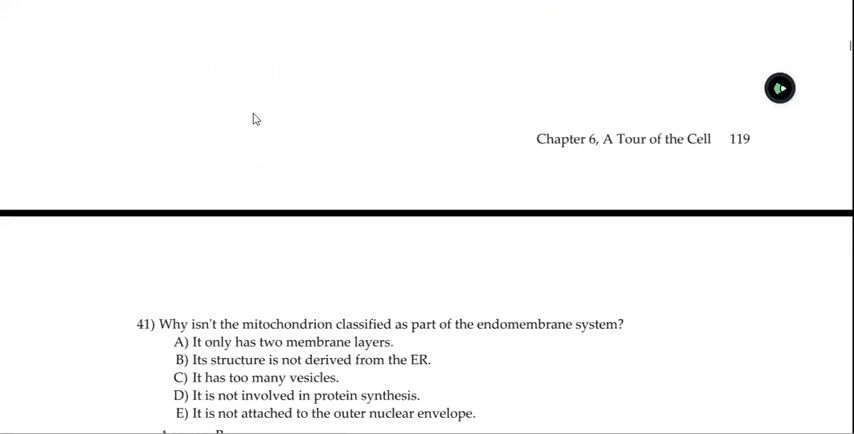 Chapter 6, A Tour of the Cell 119
41) Why isn't the mitochondrion classified as part of the endomembrane system?
A) It only has two membrane layers.
B) Its structure is not derived from the ER.
C) It has too many vesicles.
D) It is not involved in protein synthesis.
E) It is not attached to the outer nuclear envelope.